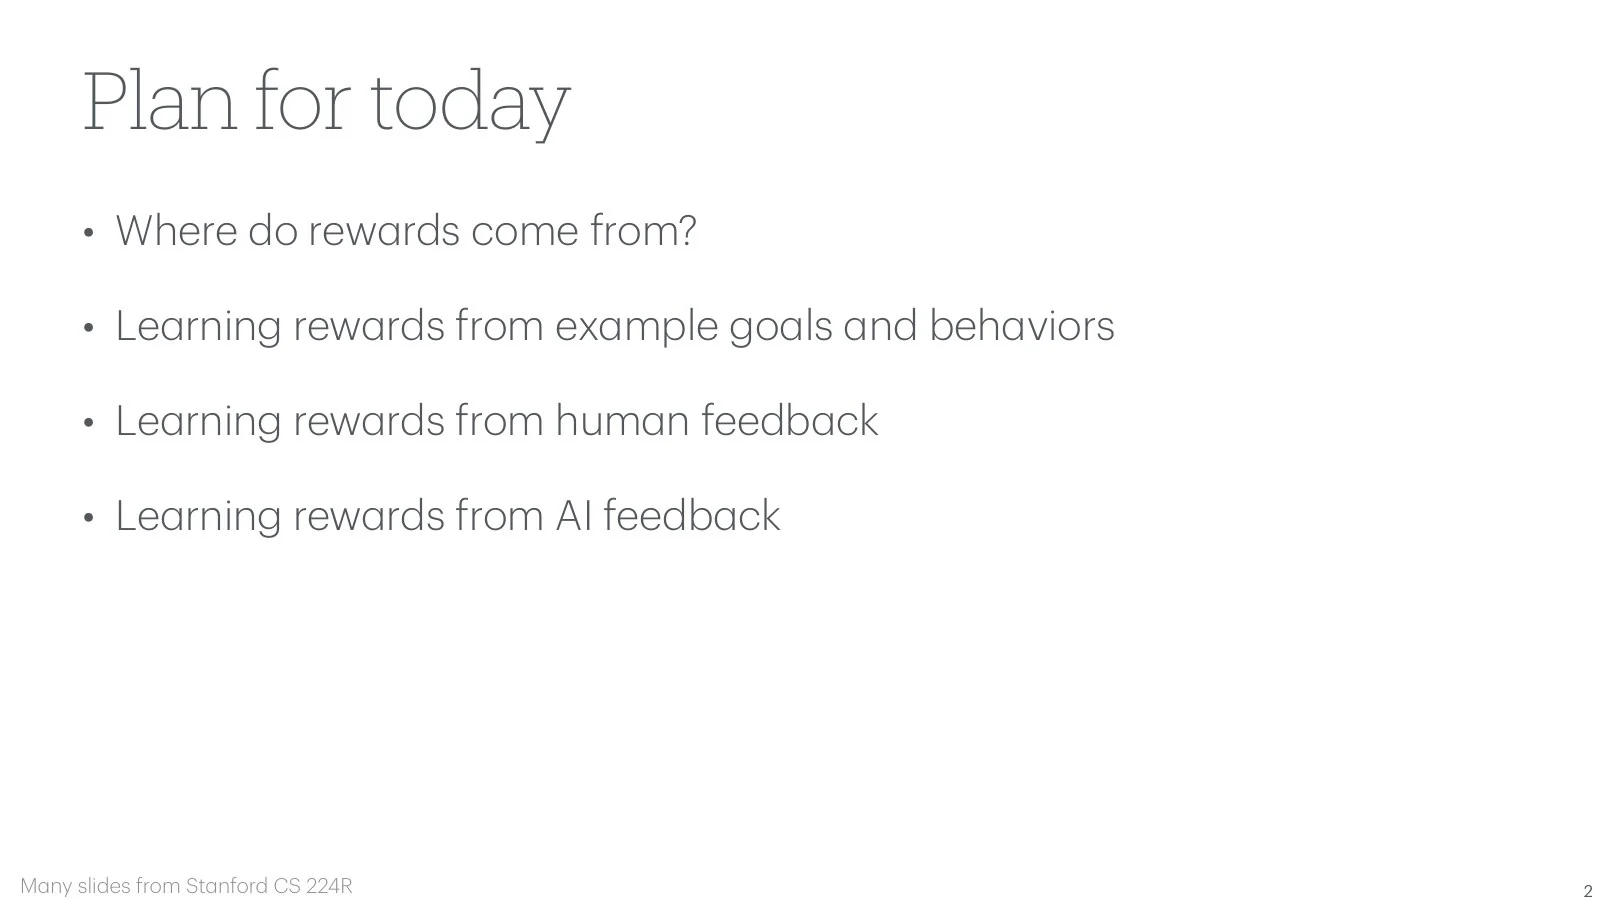 Plan for today
• Where do rewards come from?
• Learning rewards from example goals and behaviors
• Learning rewards from human feedback
• Learning rewards from AI feedback
Many slides from Stanford CS 224R
2